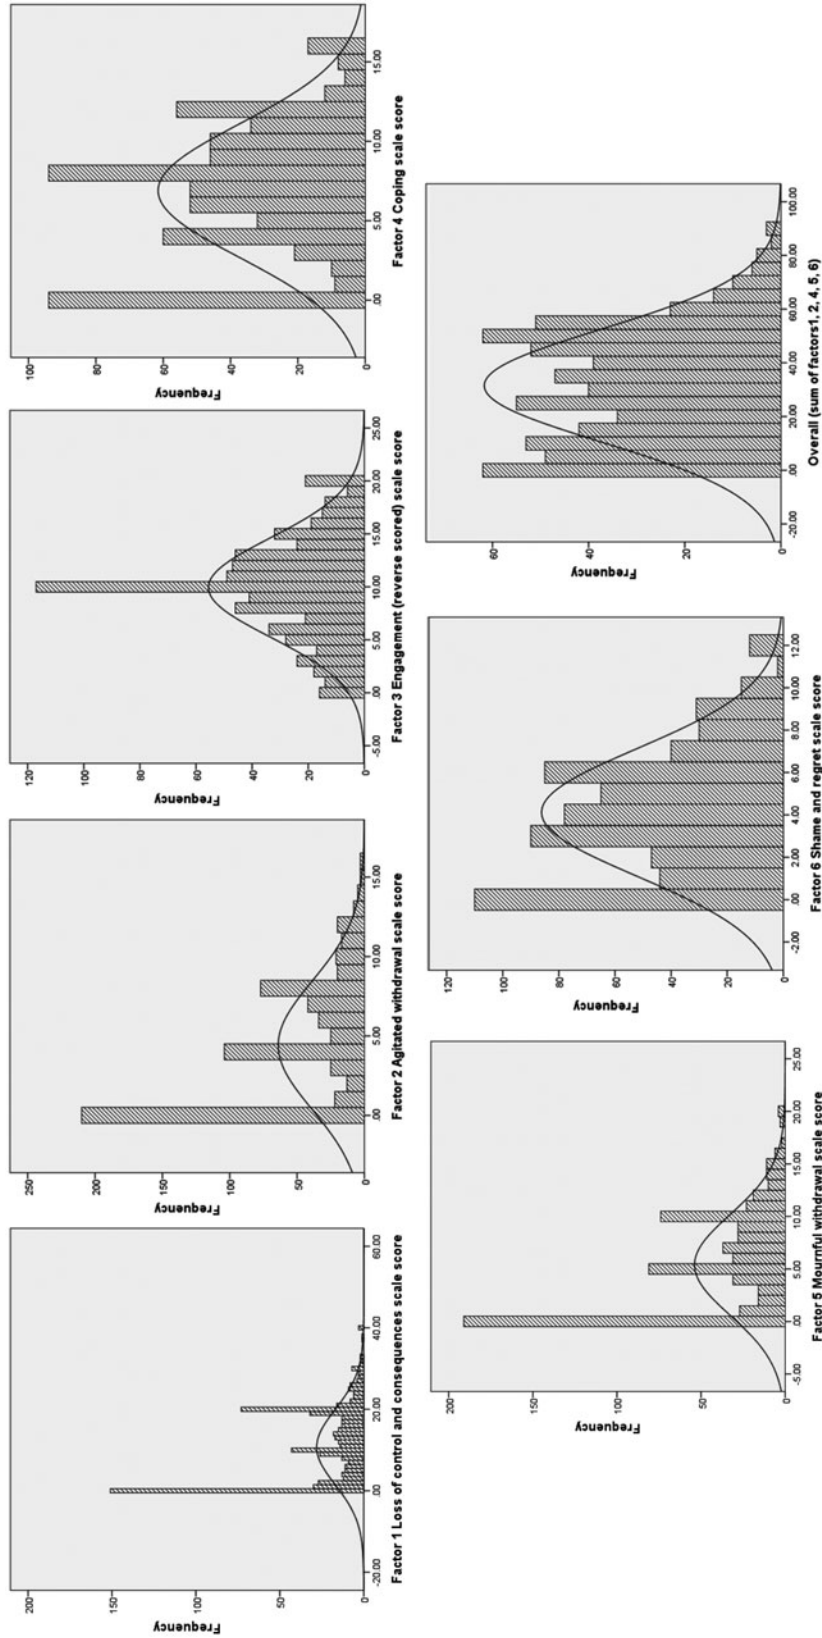 Frequency
200
150
100
50
0
-20.00 .00 20.00 40.00 60.00
Factor 1 Loss of control and consequences scale score
Frequency
250
200
150
100
50
0
.00 5.00 10.00 15.00
Factor 2 Agitated withdrawal scale score
Frequency
120
100
80
60
40
20
0
-5.00 .00 5.00 10.00 15.00 20.00 25.00
Factor 3 Engagement (reverse scored) scale score
Frequency
100
80
60
40
20
0
.00 5.00 10.00 15.00
Factor 4 Coping scale score
Frequency
200
150
100
50
0
-5.00 .00 5.00 10.00 15.00 20.00 25.00
Factor 5 Mournful withdrawal scale score
Frequency
120
100
80
60
40
20
0
-2.00 .00 2.00 4.00 6.00 8.00 10.00 12.00
Factor 6 Shame and regret scale score
Frequency
60
40
20
0
-20.00 .00 20.00 40.00 60.00 80.00 100.00
Overall (sum of factors1, 2, 4, 5, 6)